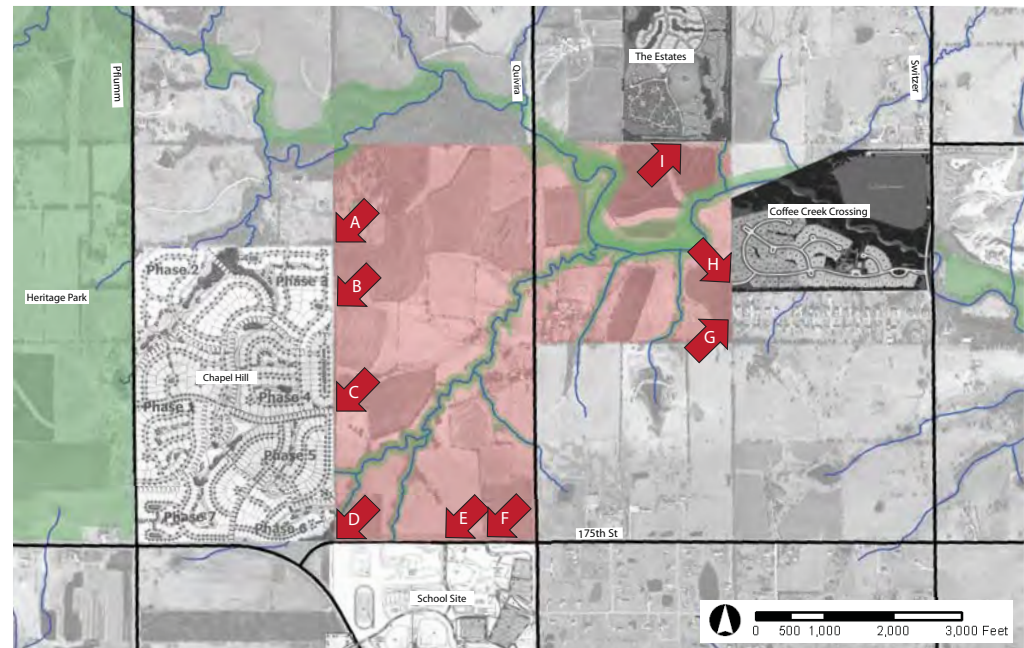 Pflumm
Quivira
The Estates
Switzer
I
A
Coffee Creek Crossing
H
Phase 2
Phase 3
B
Heritage Park
G
Chapel Hill
C
Phase 4
Phase 1
Phase 5
Phase 7
Phase 6
D
E
F
175th St
School Site
0 500 1,000 2,000 3,000 Feet